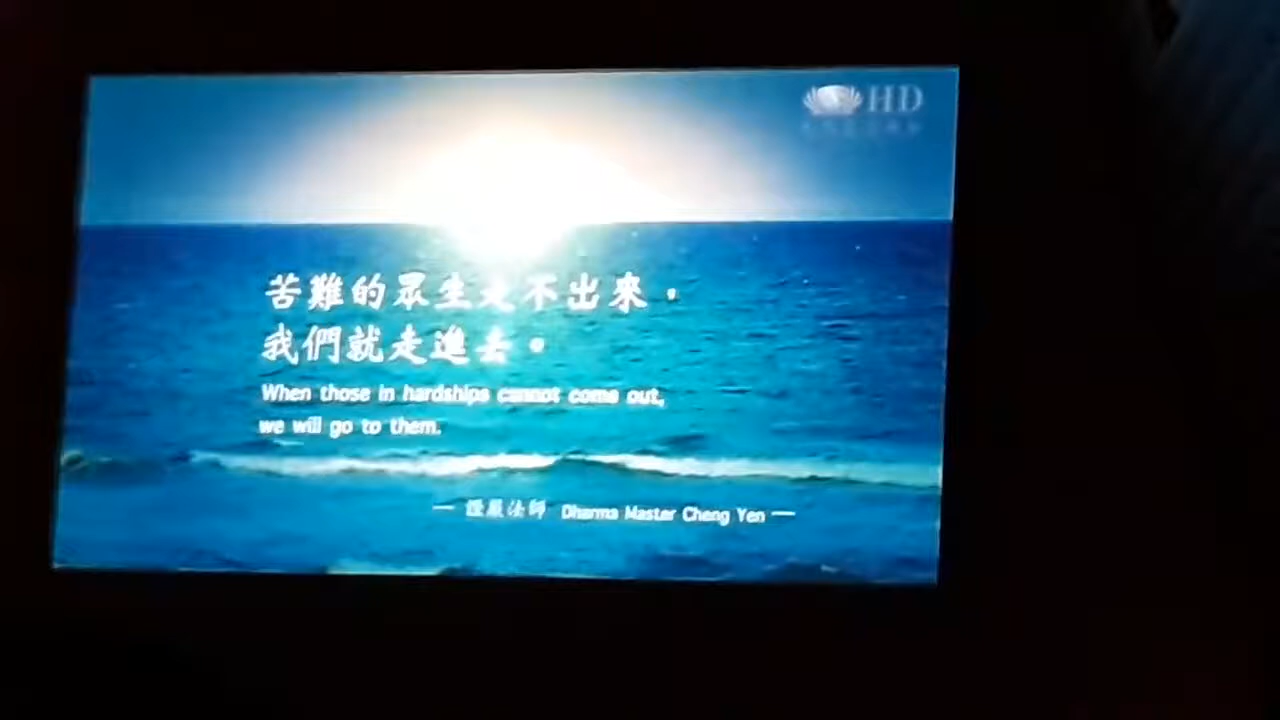 HD
苦難的眾生走不出來，
我們就走進去。
When those in hardships cannot come out,
we will go to them.
— 證嚴法師 Dharma Master Cheng Yen —